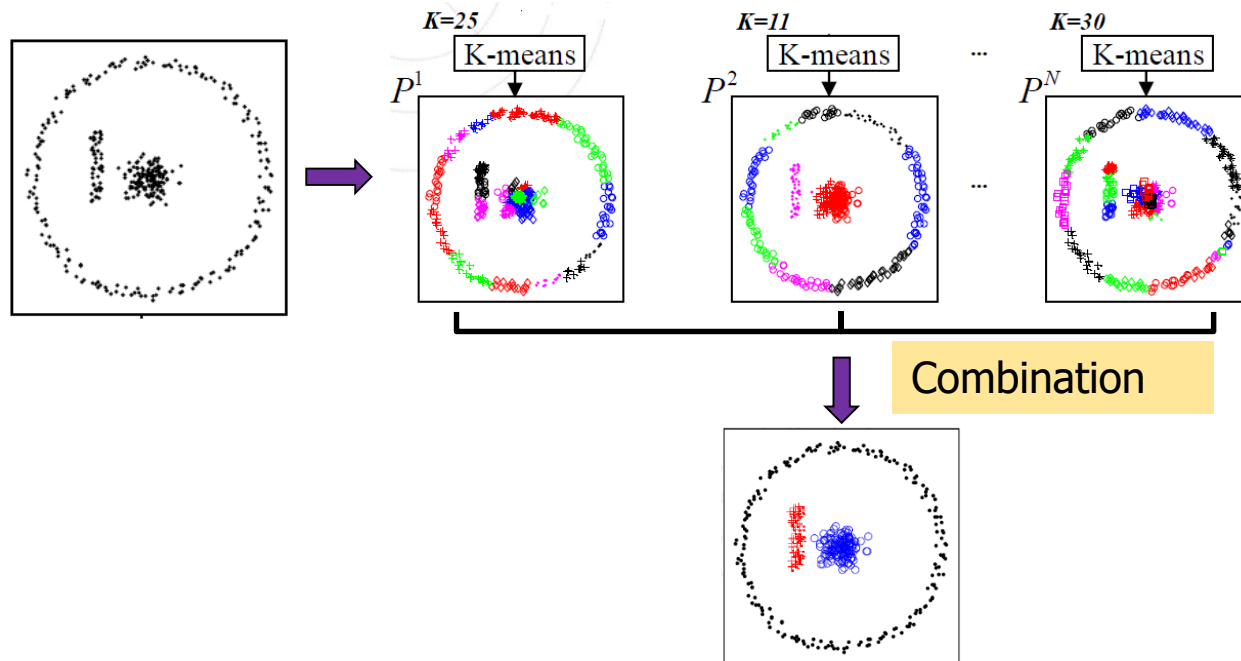 K=25
K=11
K=30
K-means
K-means
...
K-means
P¹
P²
Pᴺ
...
Combination